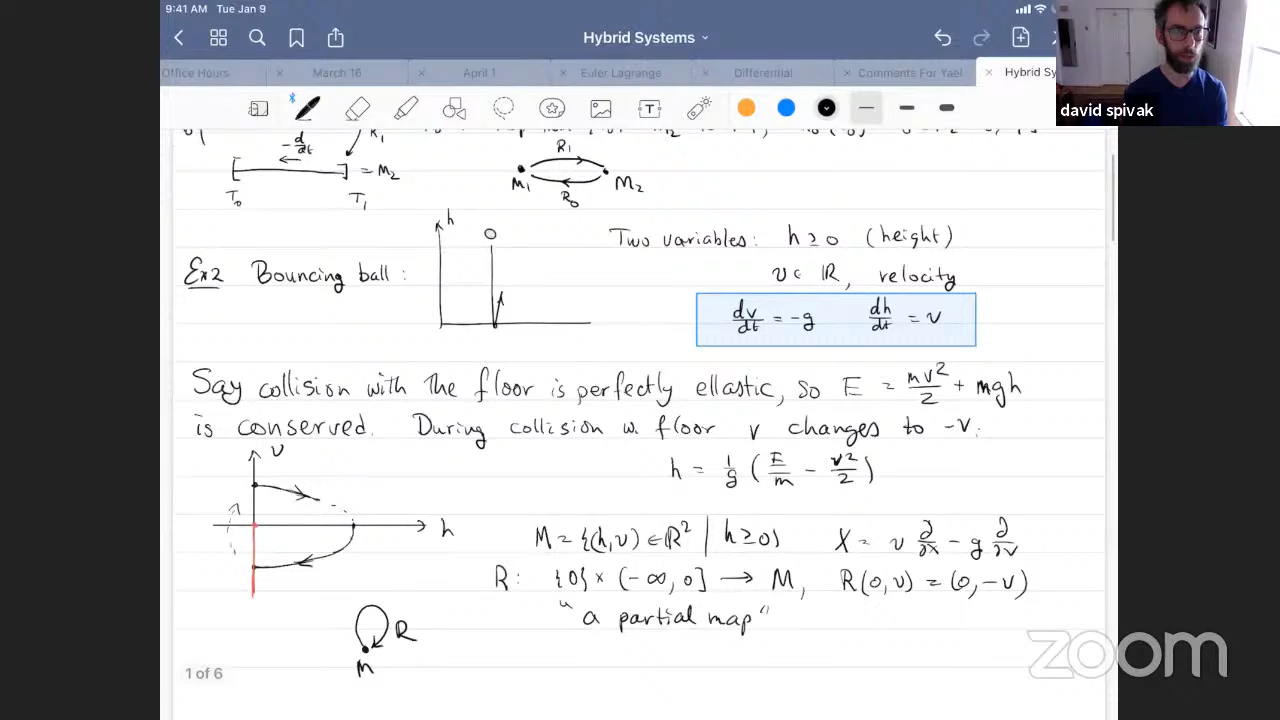 9:41 AM Tue Jan 9
Hybrid Systems
Office Hours
March 16
April 1
Euler Lagrange
Differential
Comments For Yael
Hybrid Sy
david spivak
-d/dt
R₁
= M₂
T₀ T₁
R₁
M₁ M₂
R₀
h
Two variables: h ≥ 0 (height)
v ∈ ℝ, velocity
Ex2 Bouncing ball:
dv/dt = -g dh/dt = v
Say collision with the floor is perfectly ellastic, so E = mv²/2 + mgh
is conserved. During collision w. floor v changes to -v.
h = 1/g (E/m - v²/2)
v
h
M = {(h,v) ∈ ℝ² | h ≥ 0} X = v ∂/∂x - g ∂/∂v
R: {0} × (-∞, 0] → M, R(0,v) = (0,-v)
"a partial map"
R
M
1 of 6
zoom